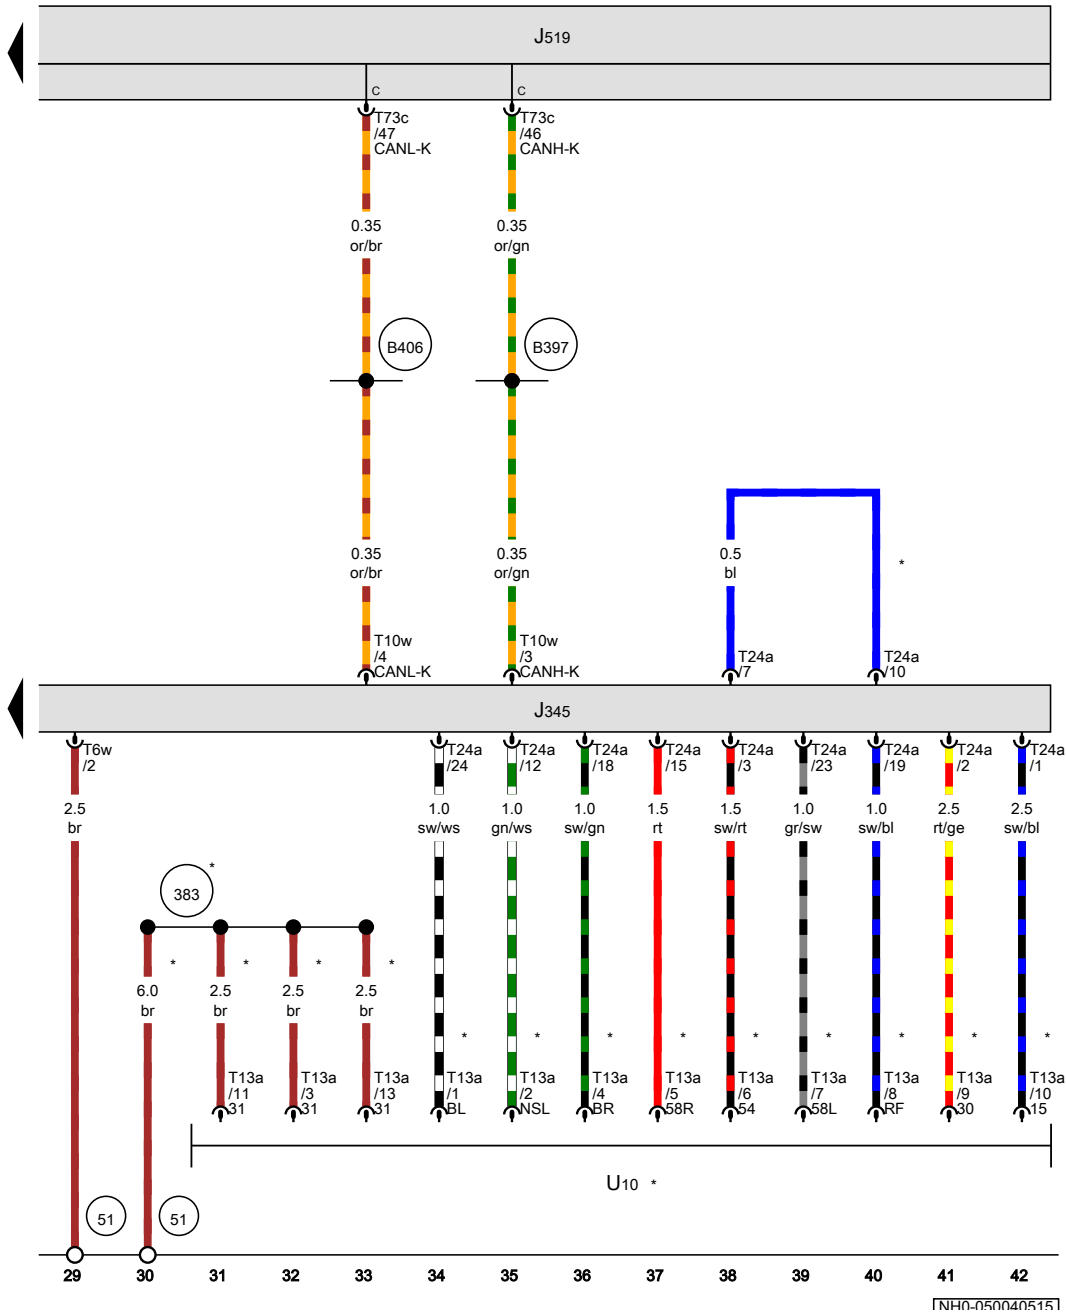 J519
C
C
T73c
/47
CANL-K
T73c
/46
CANH-K
0.35
or/br
0.35
or/gn
B406
B397
0.35
or/br
0.35
or/gn
0.5
bl
*
T10w
/4
CANL-K
T10w
/3
CANH-K
T24a
/7
T24a
/10
J345
T6w
/2
T24a
/24
T24a
/12
T24a
/18
T24a
/15
T24a
/3
T24a
/23
T24a
/19
T24a
/2
T24a
/1
2.5
br
1.0
sw/ws
1.0
gn/ws
1.0
sw/gn
1.5
rt
1.5
sw/rt
1.0
gr/sw
1.0
sw/bl
2.5
rt/ge
2.5
sw/bl
383
*
* * * *
6.0
br
2.5
br
2.5
br
2.5
br
* * * * * * * * *
T13a
/11
31
T13a
/3
31
T13a
/13
31
T13a
/1
BL
T13a
/2
NSL
T13a
/4
BR
T13a
/5
58R
T13a
/6
54
T13a
/7
58L
T13a
/8
RF
T13a
/9
30
T13a
/10
15
U10 *
51
51
29 30 31 32 33 34 35 36 37 38 39 40 41 42
NH0-050040515